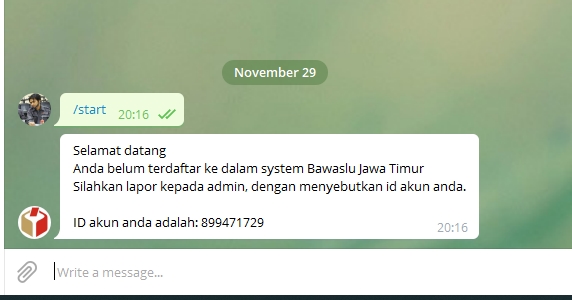 November 29
/start
20:16
Selamat datang
Anda belum terdaftar ke dalam system Bawaslu Jawa Timur
Silahkan lapor kepada admin, dengan menyebutkan id akun anda.
ID akun anda adalah: 899471729
20:16
Write a message...